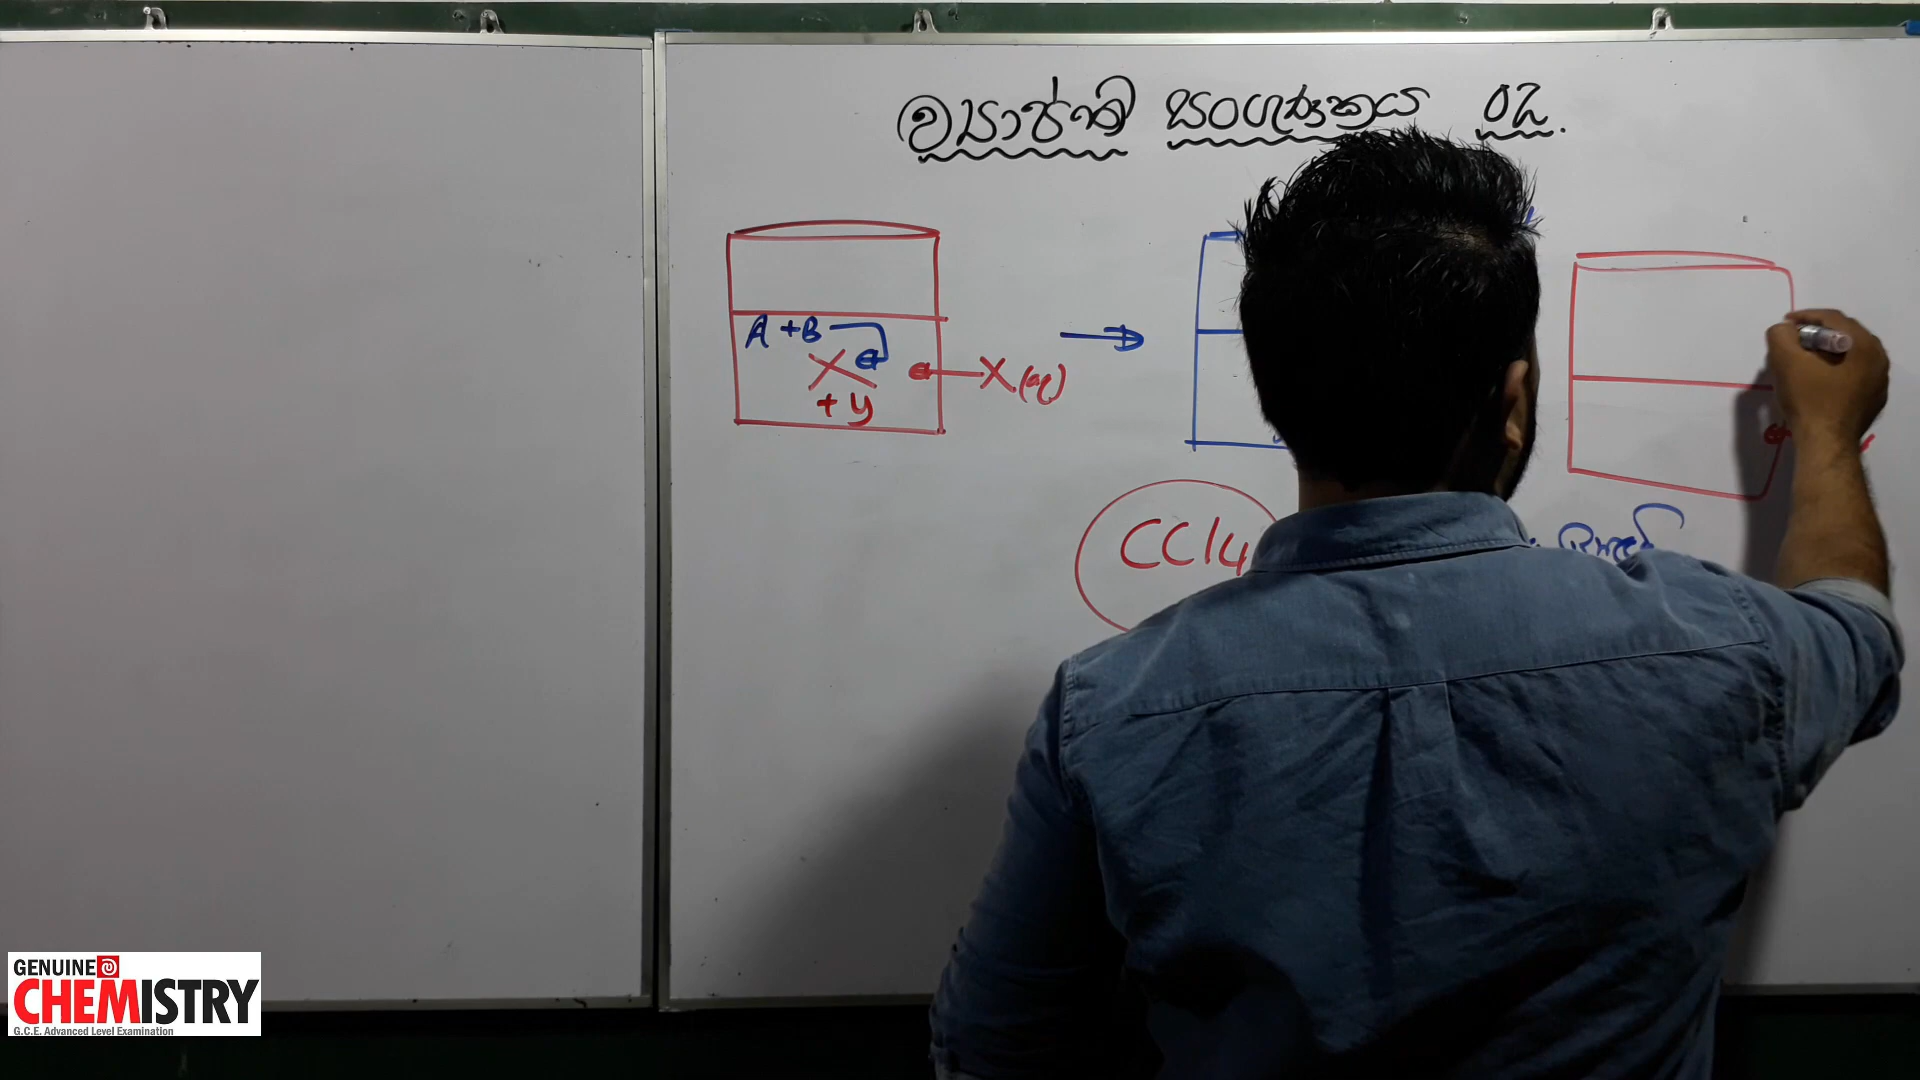 ව්‍යාප්ති සංගුණකය 02.
A + B
X
+ y
X (aq)
CCl4
GENUINE
CHEMISTRY
G.C.E. Advanced Level Examination